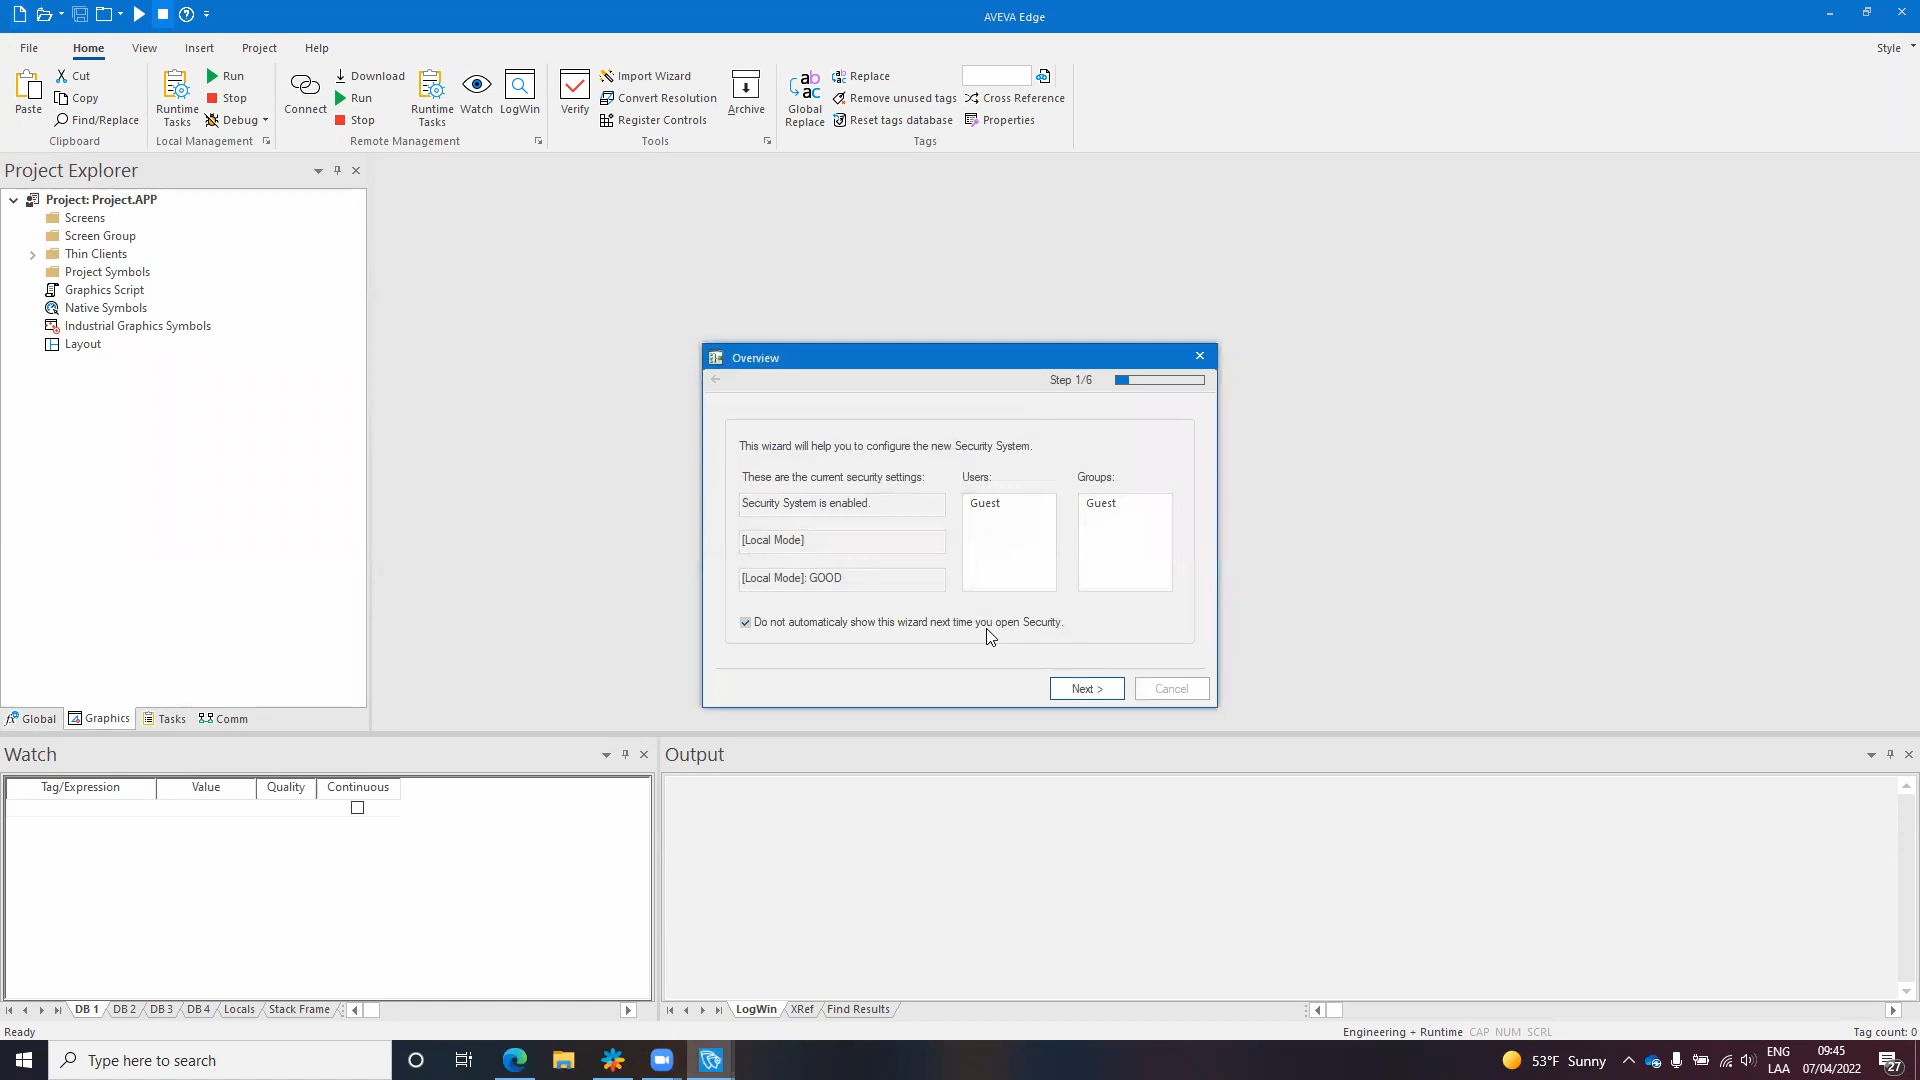 AVEVA Edge
File Home View Insert Project Help Style
Paste Cut Copy Find/Replace Clipboard
Runtime Tasks Run Stop Debug Local Management
Connect Download Run Stop Runtime Tasks Watch LogWin Remote Management
Verify Import Wizard Convert Resolution Register Controls Archive Tools
Global Replace Replace Remove unused tags Reset tags database Cross Reference Properties Tags
Project Explorer
Project: Project.APP
Screens
Screen Group
Thin Clients
Project Symbols
Graphics Script
Native Symbols
Industrial Graphics Symbols
Layout
Global Graphics Tasks Comm
Overview
Step 1/6
This wizard will help you to configure the new Security System.
These are the current security settings: Users: Groups:
Security System is enabled. Guest Guest
[Local Mode]
[Local Mode]: GOOD
Do not automaticaly show this wizard next time you open Security.
Next > Cancel
Watch
Tag/Expression Value Quality Continuous
DB 1 DB 2 DB 3 DB 4 Locals Stack Frame
Output
LogWin XRef Find Results
Ready Engineering + Runtime CAP NUM SCRL Tag count: 0
Type here to search
53°F Sunny
ENG 09:45
LAA 07/04/2022
27